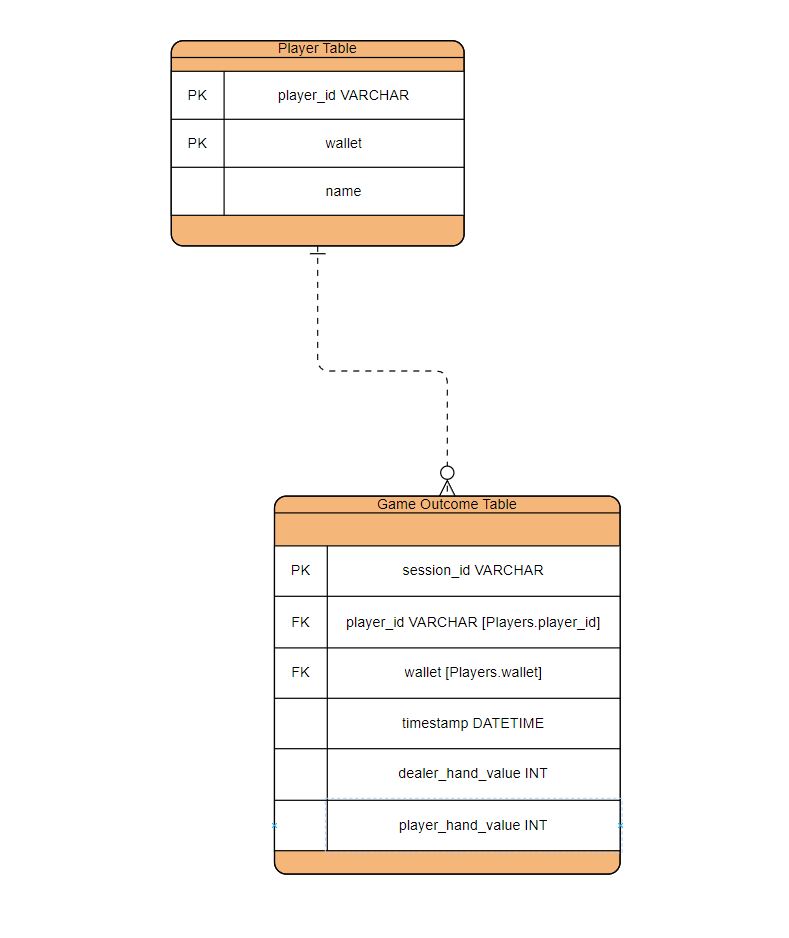 Player Table
PK player_id VARCHAR
PK wallet
name
Game Outcome Table
PK session_id VARCHAR
FK player_id VARCHAR [Players.player_id]
FK wallet [Players.wallet]
timestamp DATETIME
dealer_hand_value INT
player_hand_value INT